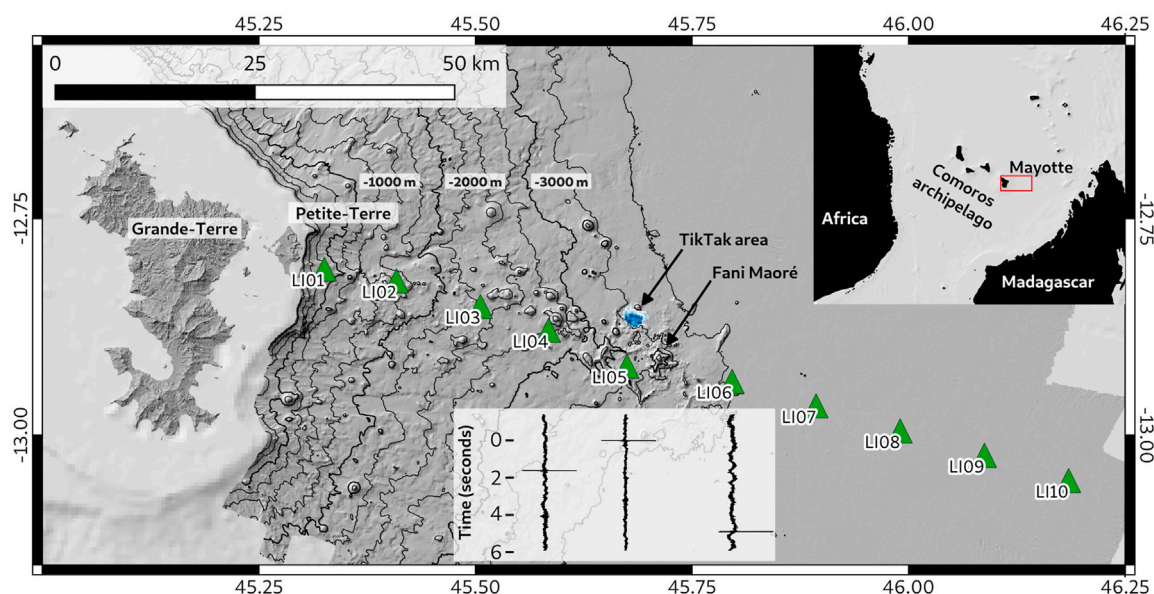 45.25
45.50
45.75
46.00
46.25
0
25
50 km
-12.75
-12.75
-1000 m
-2000 m
-3000 m
Grande-Terre
Petite-Terre
Mayotte
Comoros
archipelago
Africa
Madagascar
TikTak area
Fani Maoré
LI01
LI02
LI03
LI04
LI05
LI06
LI07
LI08
LI09
LI10
-13.00
-13.00
Time (seconds)
0
2
4
6
45.25
45.50
45.75
46.00
46.25